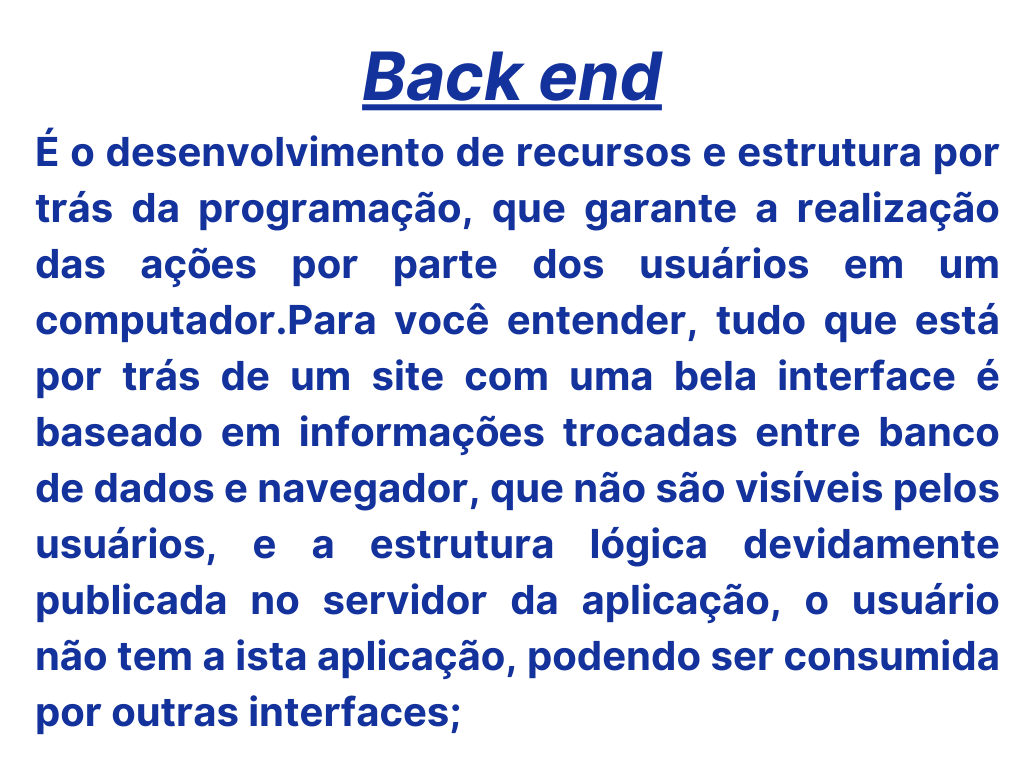 Back end
É o desenvolvimento de recursos e estrutura por
trás da programação, que garante a realização
das ações por parte dos usuários em um
computador.Para você entender, tudo que está
por trás de um site com uma bela interface é
baseado em informações trocadas entre banco
de dados e navegador, que não são visíveis pelos
usuários, e a estrutura lógica devidamente
publicada no servidor da aplicação, o usuário
não tem a ista aplicação, podendo ser consumida
por outras interfaces;